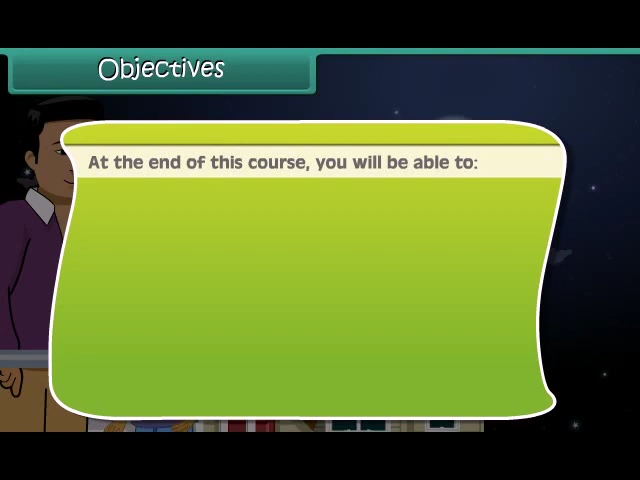 Objectives
At the end of this course, you will be able to: